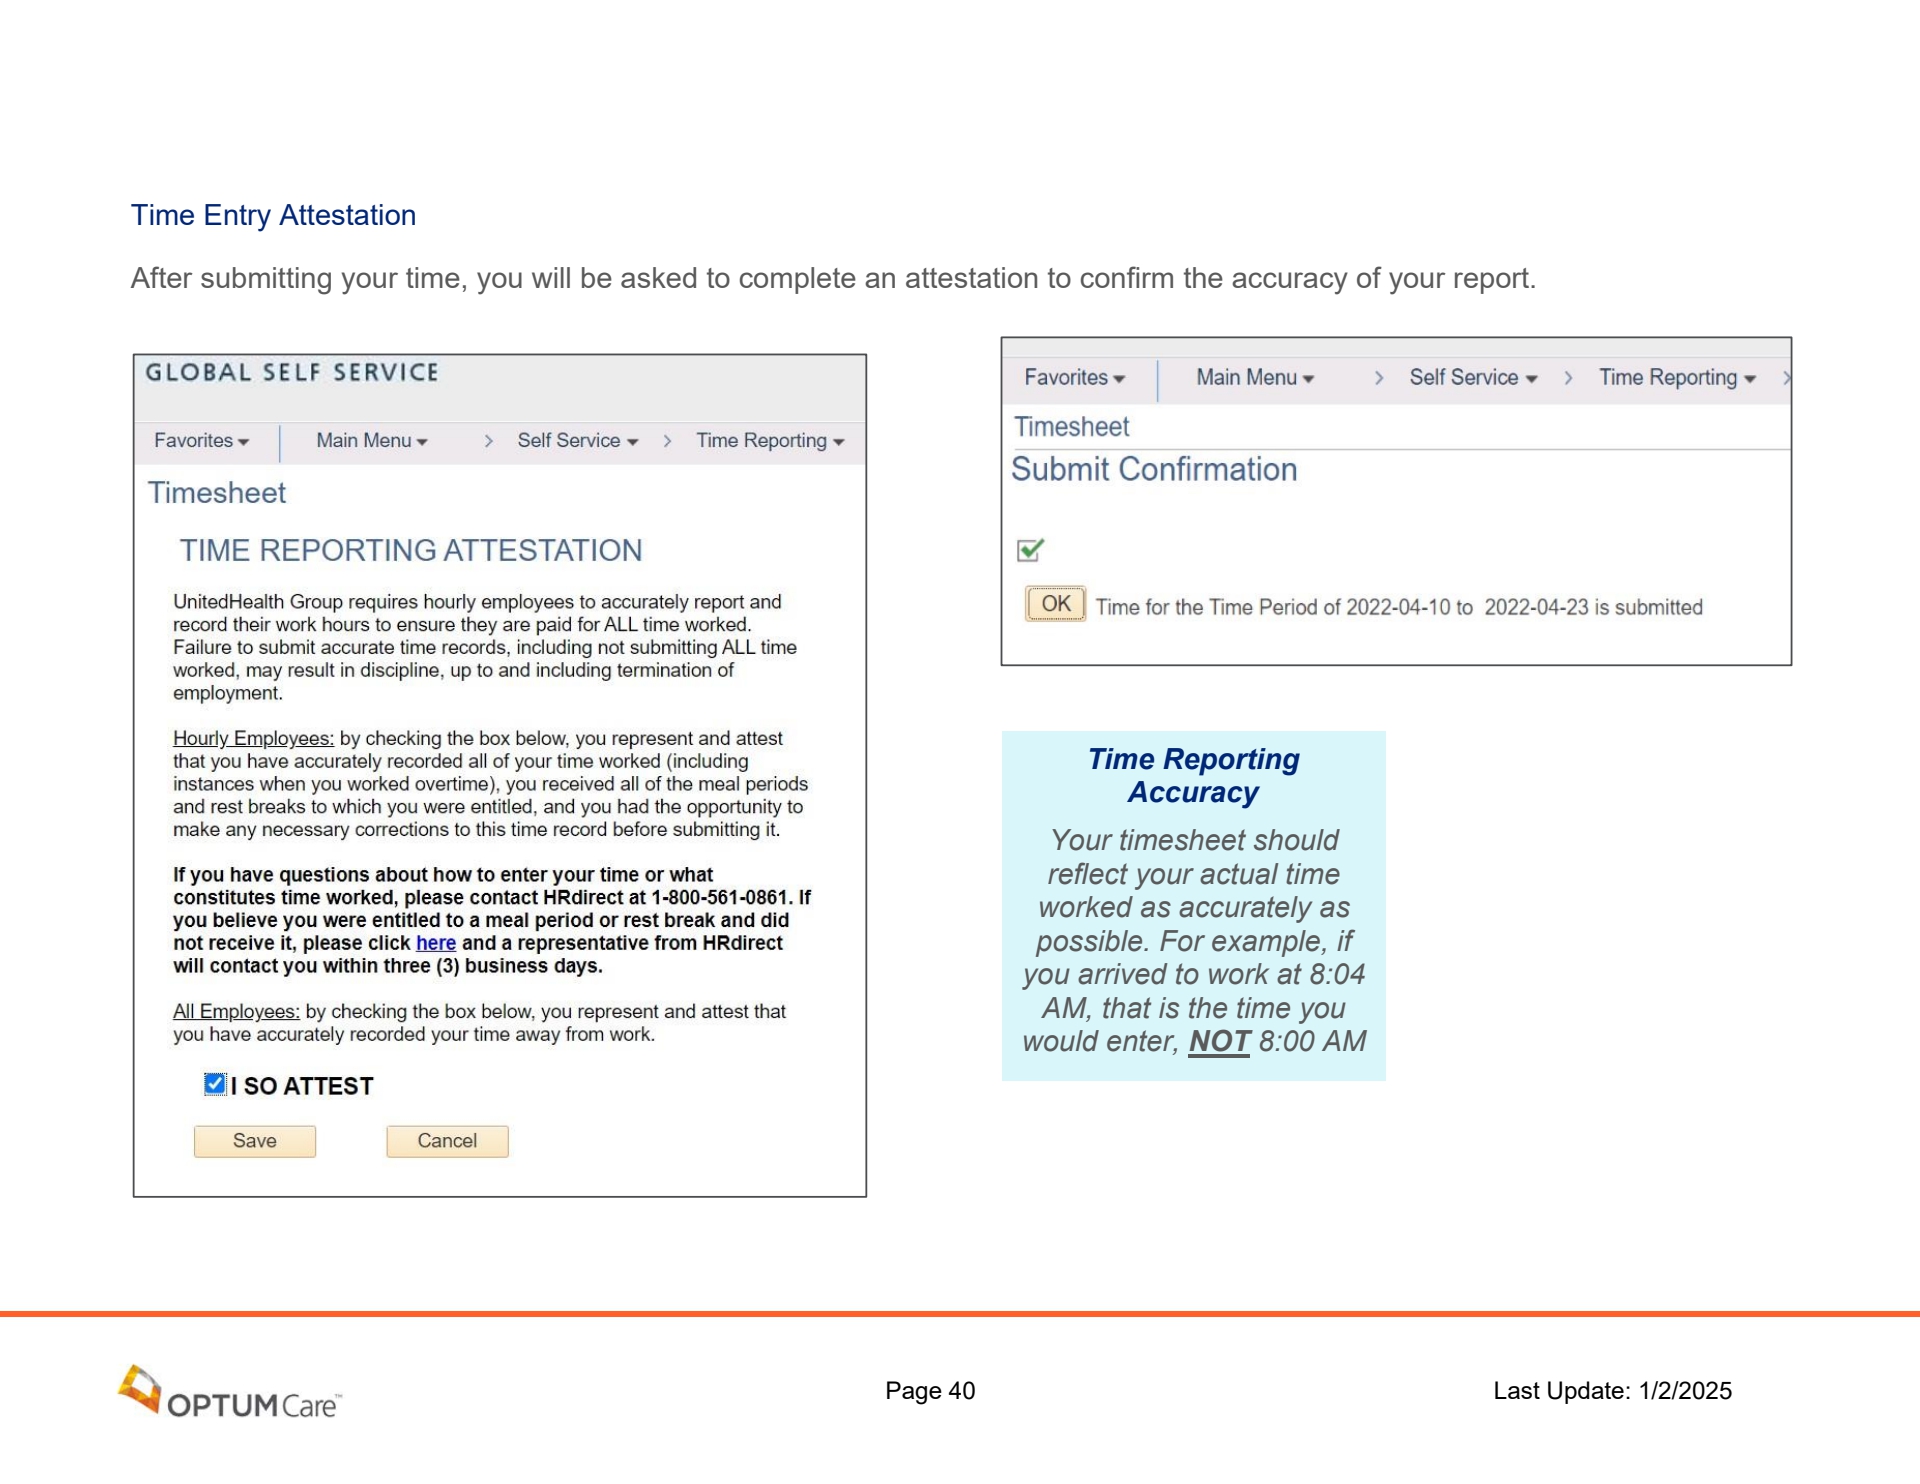 Time Entry Attestation
After submitting your time, you will be asked to complete an attestation to confirm the accuracy of your report.
GLOBAL SELF SERVICE
Favorites Main Menu > Self Service > Time Reporting
Timesheet
TIME REPORTING ATTESTATION
UnitedHealth Group requires hourly employees to accurately report and
record their work hours to ensure they are paid for ALL time worked.
Failure to submit accurate time records, including not submitting ALL time
worked, may result in discipline, up to and including termination of
employment.
Hourly Employees: by checking the box below, you represent and attest
that you have accurately recorded all of your time worked (including
instances when you worked overtime), you received all of the meal periods
and rest breaks to which you were entitled, and you had the opportunity to
make any necessary corrections to this time record before submitting it.
If you have questions about how to enter your time or what
constitutes time worked, please contact HRdirect at 1-800-561-0861. If
you believe you were entitled to a meal period or rest break and did
not receive it, please click here and a representative from HRdirect
will contact you within three (3) business days.
All Employees: by checking the box below, you represent and attest that
you have accurately recorded your time away from work.
I SO ATTEST
Save Cancel
Favorites Main Menu > Self Service > Time Reporting >
Timesheet
Submit Confirmation
OK Time for the Time Period of 2022-04-10 to 2022-04-23 is submitted
Time Reporting
Accuracy
Your timesheet should
reflect your actual time
worked as accurately as
possible. For example, if
you arrived to work at 8:04
AM, that is the time you
would enter, NOT 8:00 AM
OPTUM Care™
Page 40
Last Update: 1/2/2025